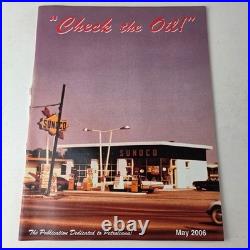 "Check the Oil!"
SUNOCO
SUNOCO
The Publication Dedicated to Petroliana!
May 2006